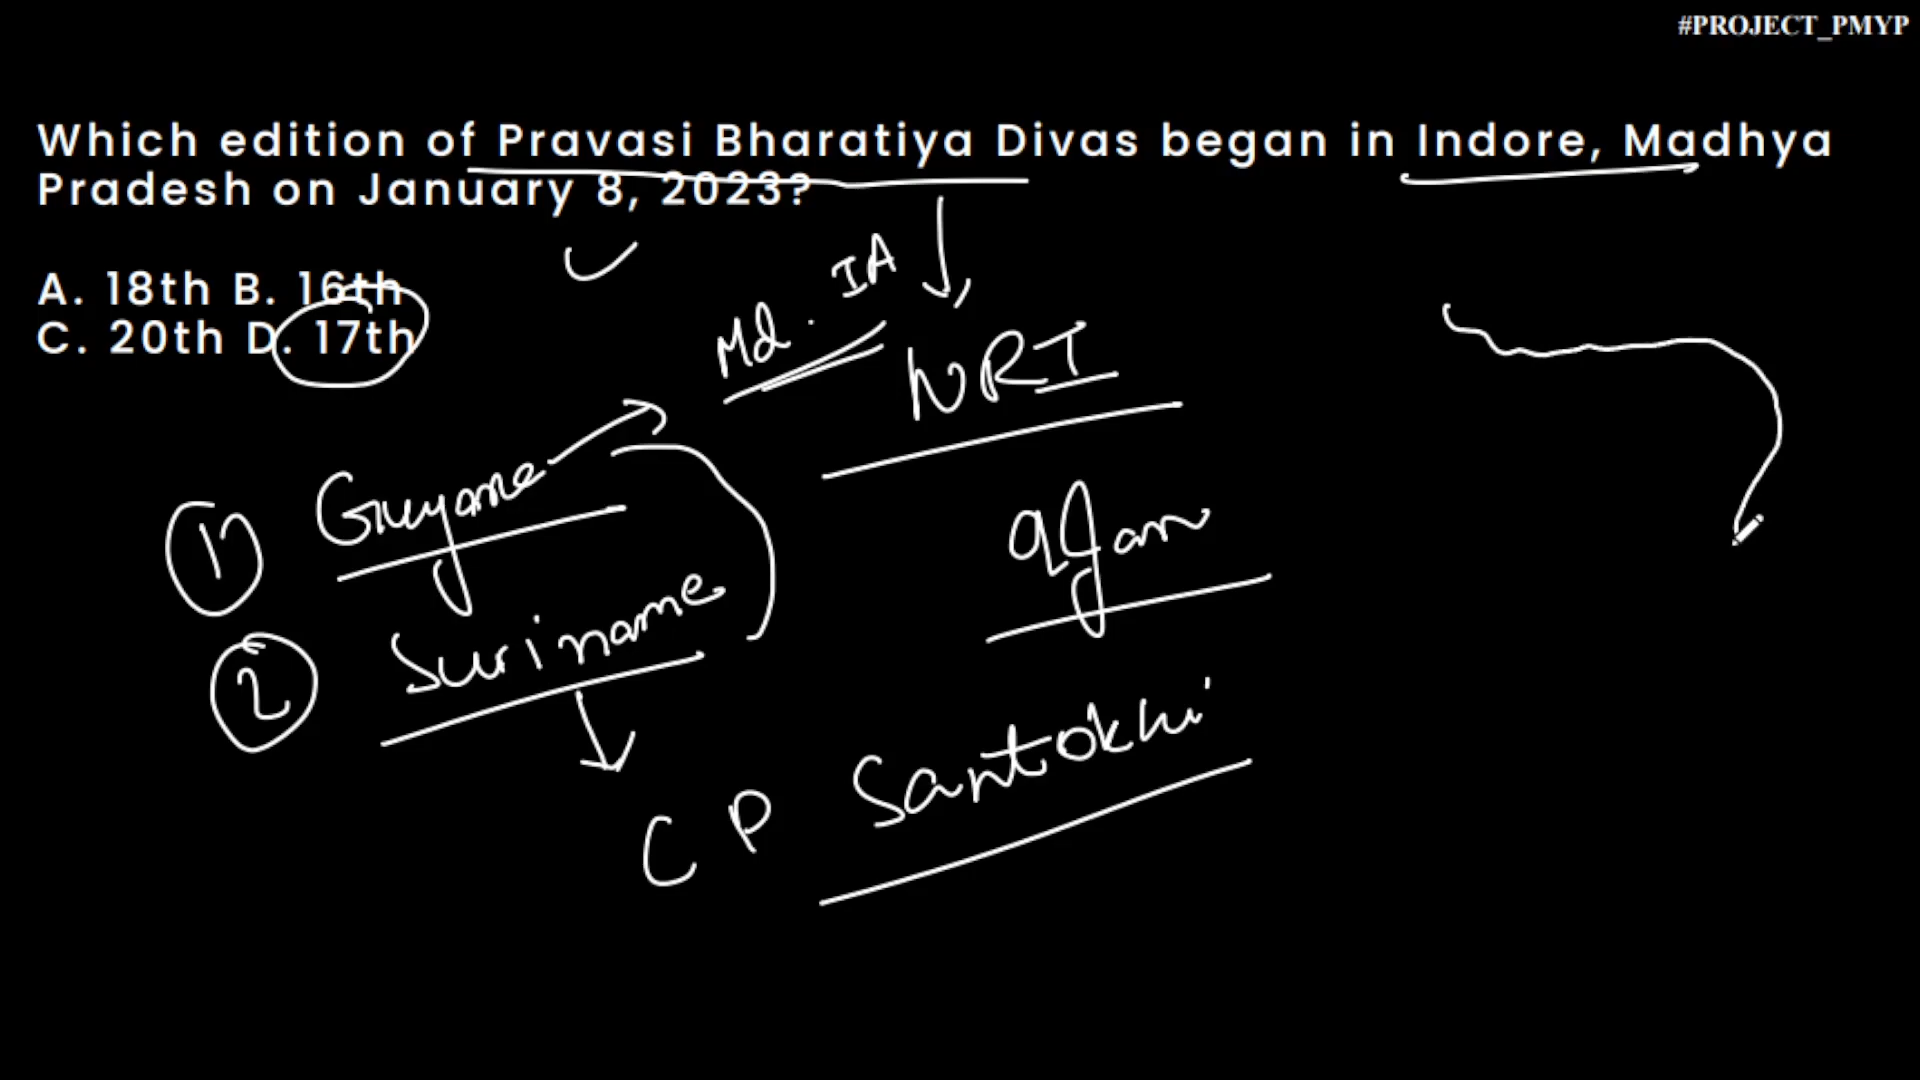 #PROJECT_PMYP
Which edition of Pravasi Bharatiya Divas began in Indore, Madhya
Pradesh on January 8, 2023?
A. 18th B. 16th
C. 20th D. 17th
Md. IA
NRI
1 Guyane
9 Jan
2 Suriname
C P Santokhi